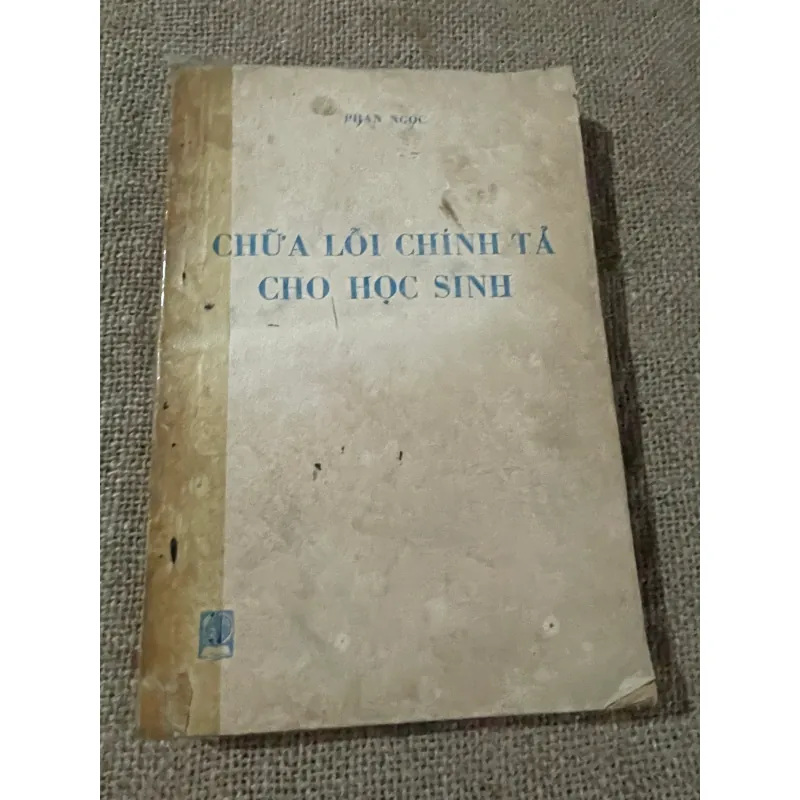 PHAN NGỌC
CHỮA LỖI CHÍNH TẢ
CHO HỌC SINH